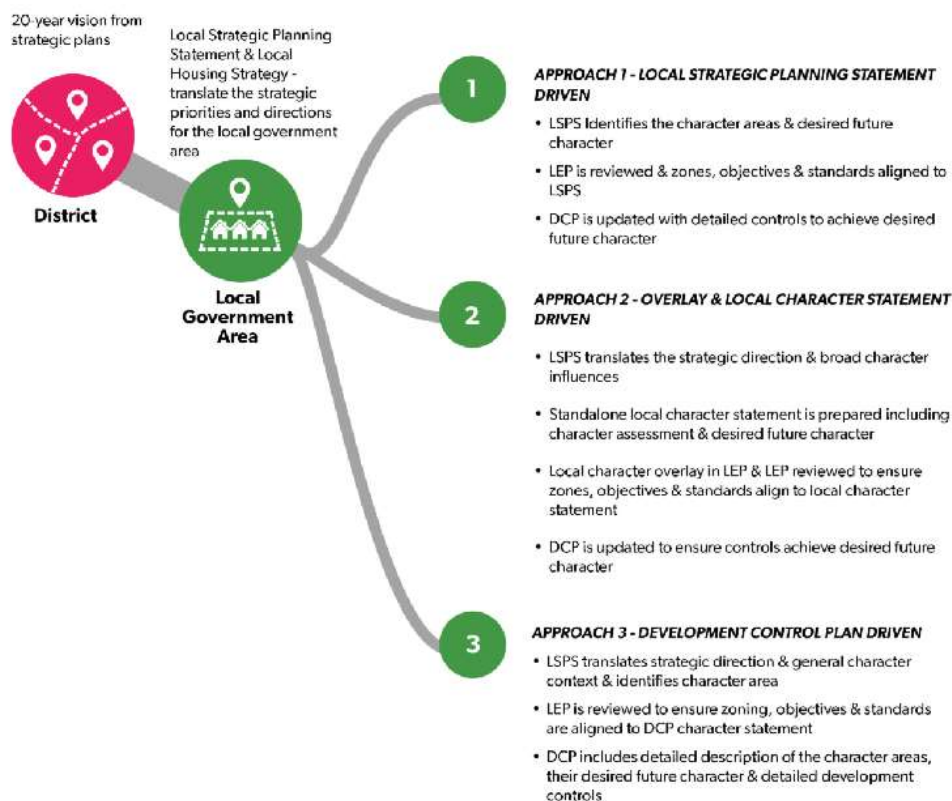 20-year vision from
strategic plans
District
Local Strategic Planning
Statement & Local
Housing Strategy -
translate the strategic
priorities and directions
for the local government
area
Local
Government
Area
1
APPROACH 1 - LOCAL STRATEGIC PLANNING STATEMENT
DRIVEN
• LSPS Identifies the character areas & desired future
character
• LEP is reviewed & zones, objectives & standards aligned to
LSPS
• DCP is updated with detailed controls to achieve desired
future character
2
APPROACH 2 - OVERLAY & LOCAL CHARACTER STATEMENT
DRIVEN
• LSPS translates the strategic direction & broad character
influences
• Standalone local character statement is prepared including
character assessment & desired future character
• Local character overlay in LEP & LEP reviewed to ensure
zones, objectives & standards align to local character
statement
• DCP is updated to ensure controls achieve desired future
character
3
APPROACH 3 - DEVELOPMENT CONTROL PLAN DRIVEN
• LSPS translates strategic direction & general character
context & identifies character area
• LEP is reviewed to ensure zoning, objectives & standards
are aligned to DCP character statement
• DCP includes detailed description of the character areas,
their desired future character & detailed development
controls